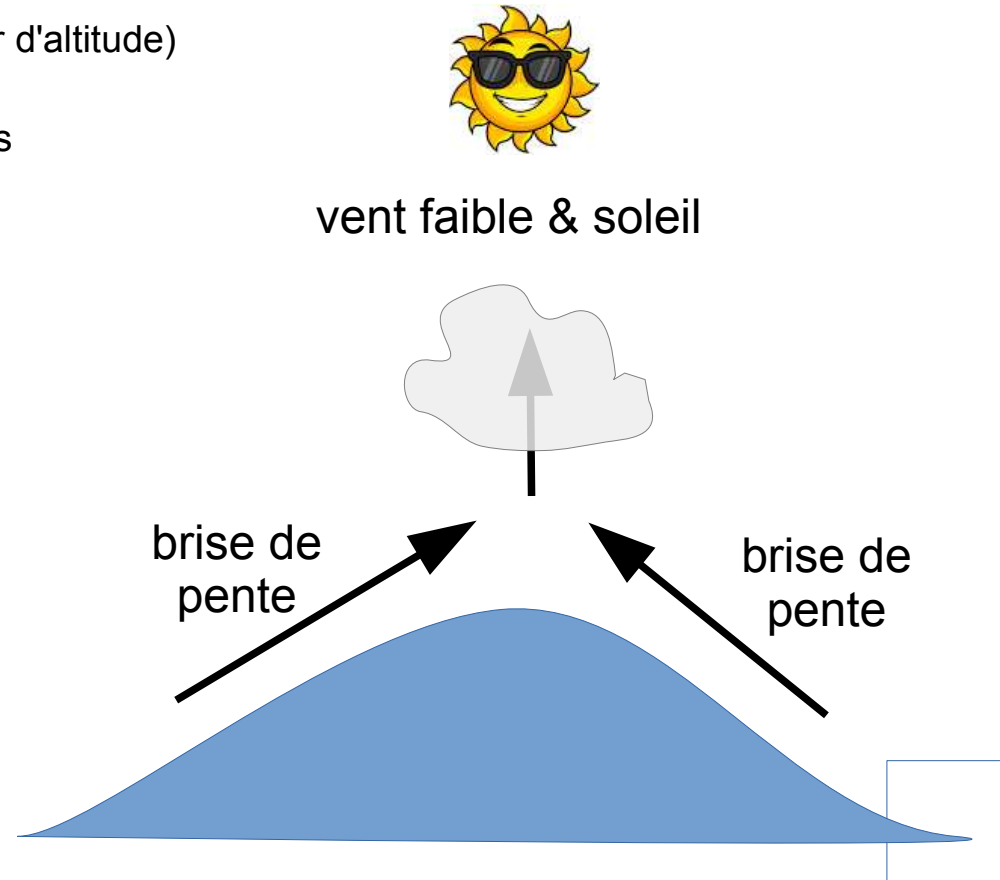 r d'altitude)
s
vent faible & soleil
brise de
pente
brise de
pente